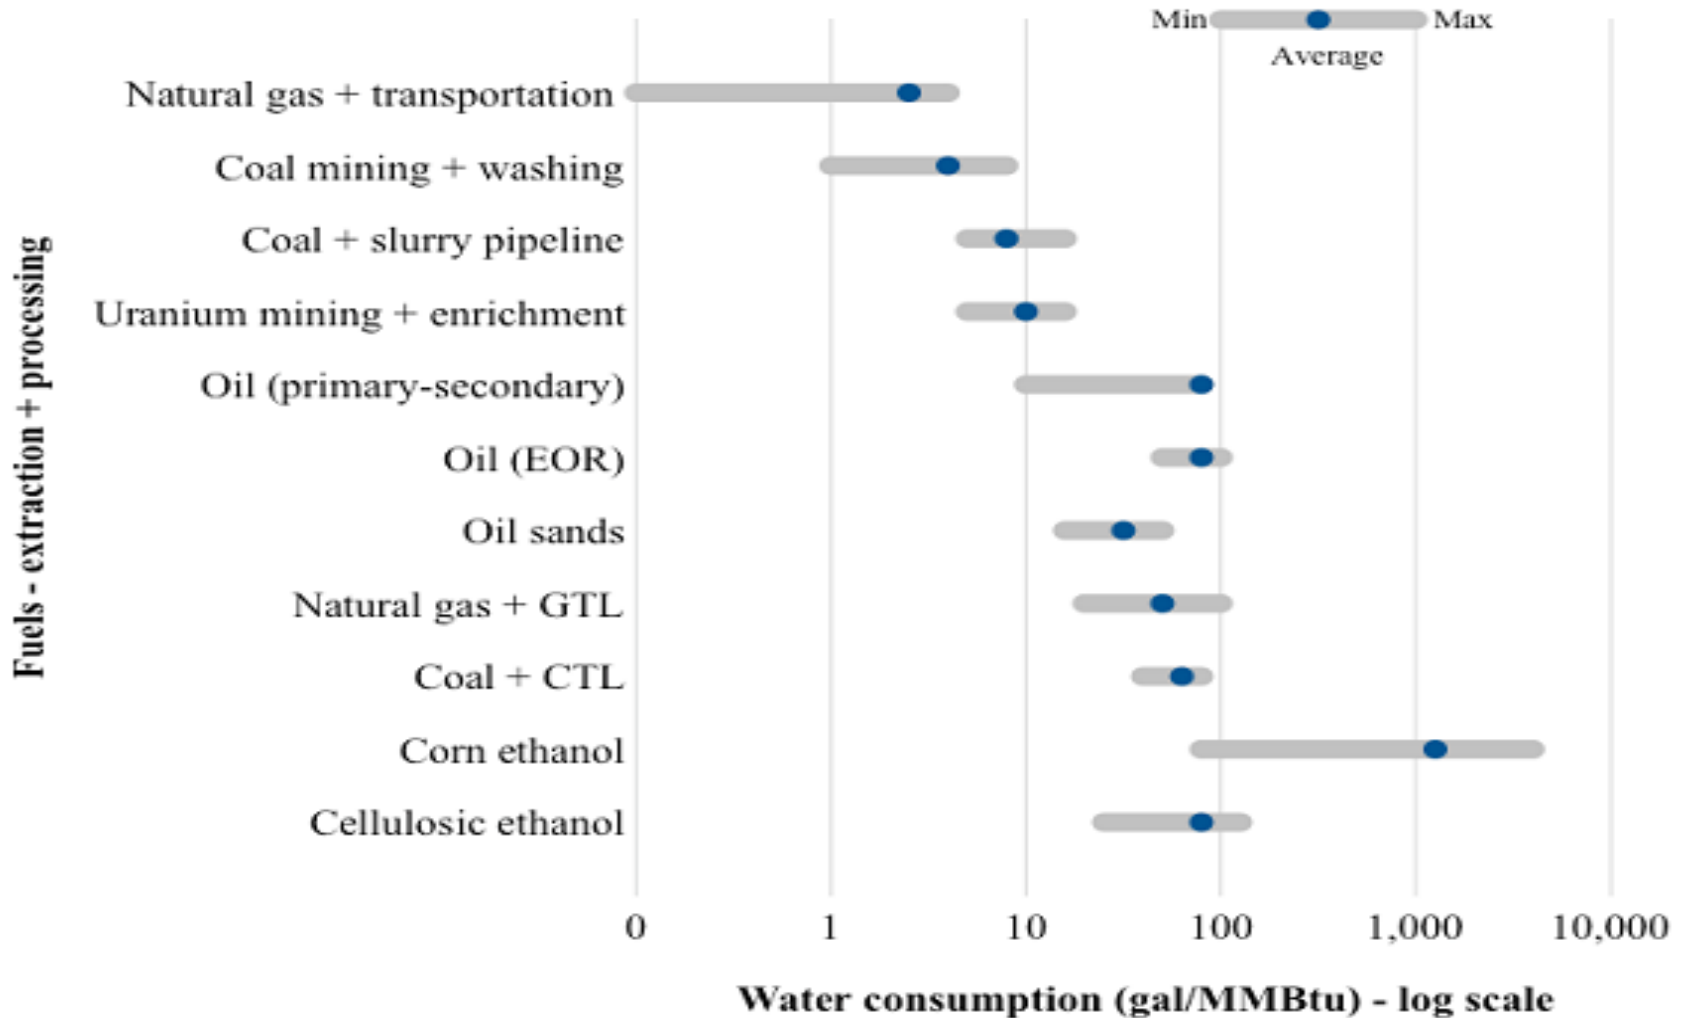 Min Max
Average
Natural gas + transportation
Coal mining + washing
Coal + slurry pipeline
Uranium mining + enrichment
Oil (primary-secondary)
Oil (EOR)
Oil sands
Natural gas + GTL
Coal + CTL
Corn ethanol
Cellulosic ethanol
Fuels - extraction + processing
0 1 10 100 1,000 10,000
Water consumption (gal/MMBtu) - log scale